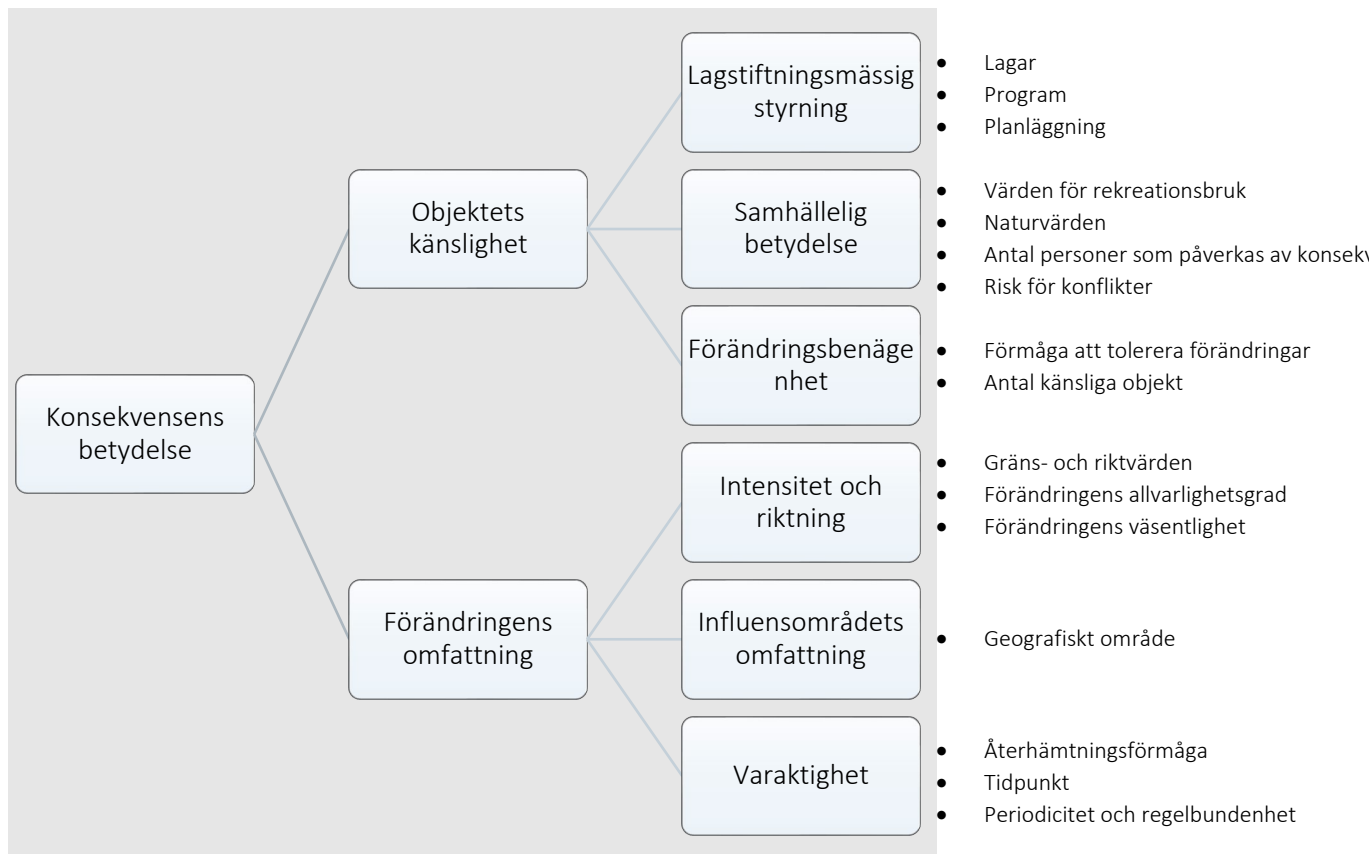 Konsekvensens
betydelse
Objektets
känslighet
Lagstiftningsmässig
styrning
• Lagar
• Program
• Planläggning
Samhällelig
betydelse
• Värden för rekreationsbruk
• Naturvärden
• Antal personer som påverkas av konsekv
• Risk för konflikter
Förändringsbenäge
nhet
• Förmåga att tolerera förändringar
• Antal känsliga objekt
Förändringens
omfattning
Intensitet och
riktning
• Gräns- och riktvärden
• Förändringens allvarlighetsgrad
• Förändringens väsentlighet
Influensområdets
omfattning
• Geografiskt område
Varaktighet
• Återhämtningsförmåga
• Tidpunkt
• Periodicitet och regelbundenhet